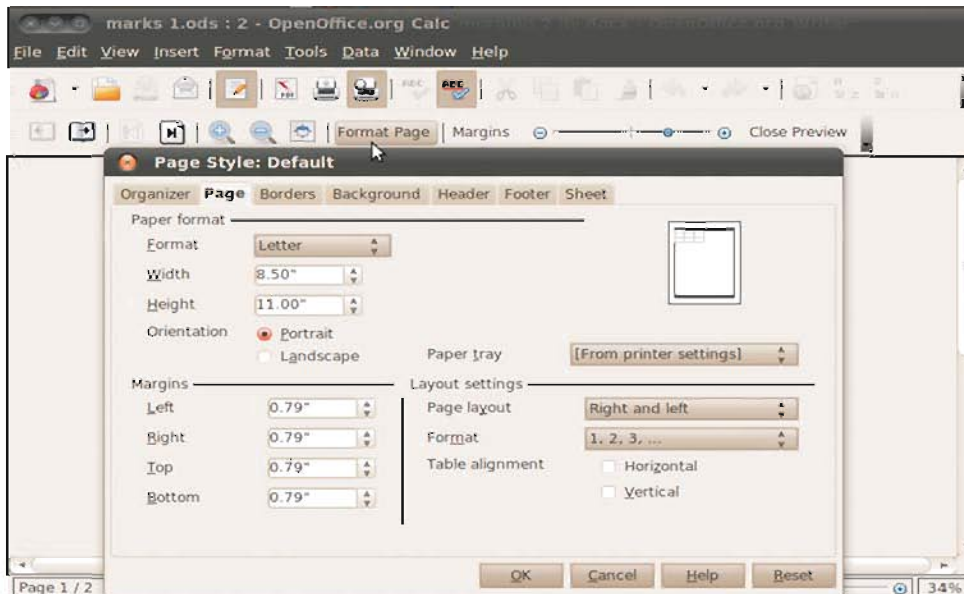 marks 1.ods : 2 - OpenOffice.org Calc
File Edit View Insert Format Tools Data Window Help
PDF ABC ABC
Format Page Margins Close Preview
Page Style: Default
Organizer Page Borders Background Header Footer Sheet
Paper format
Format Letter
Width 8.50"
Height 11.00"
Orientation Portrait
Landscape Paper tray [From printer settings]
Margins Layout settings
Left 0.79" Page layout Right and left
Right 0.79" Format 1, 2, 3, ...
Top 0.79" Table alignment Horizontal
Bottom 0.79" Vertical
OK Cancel Help Reset
Page 1 / 2 34%